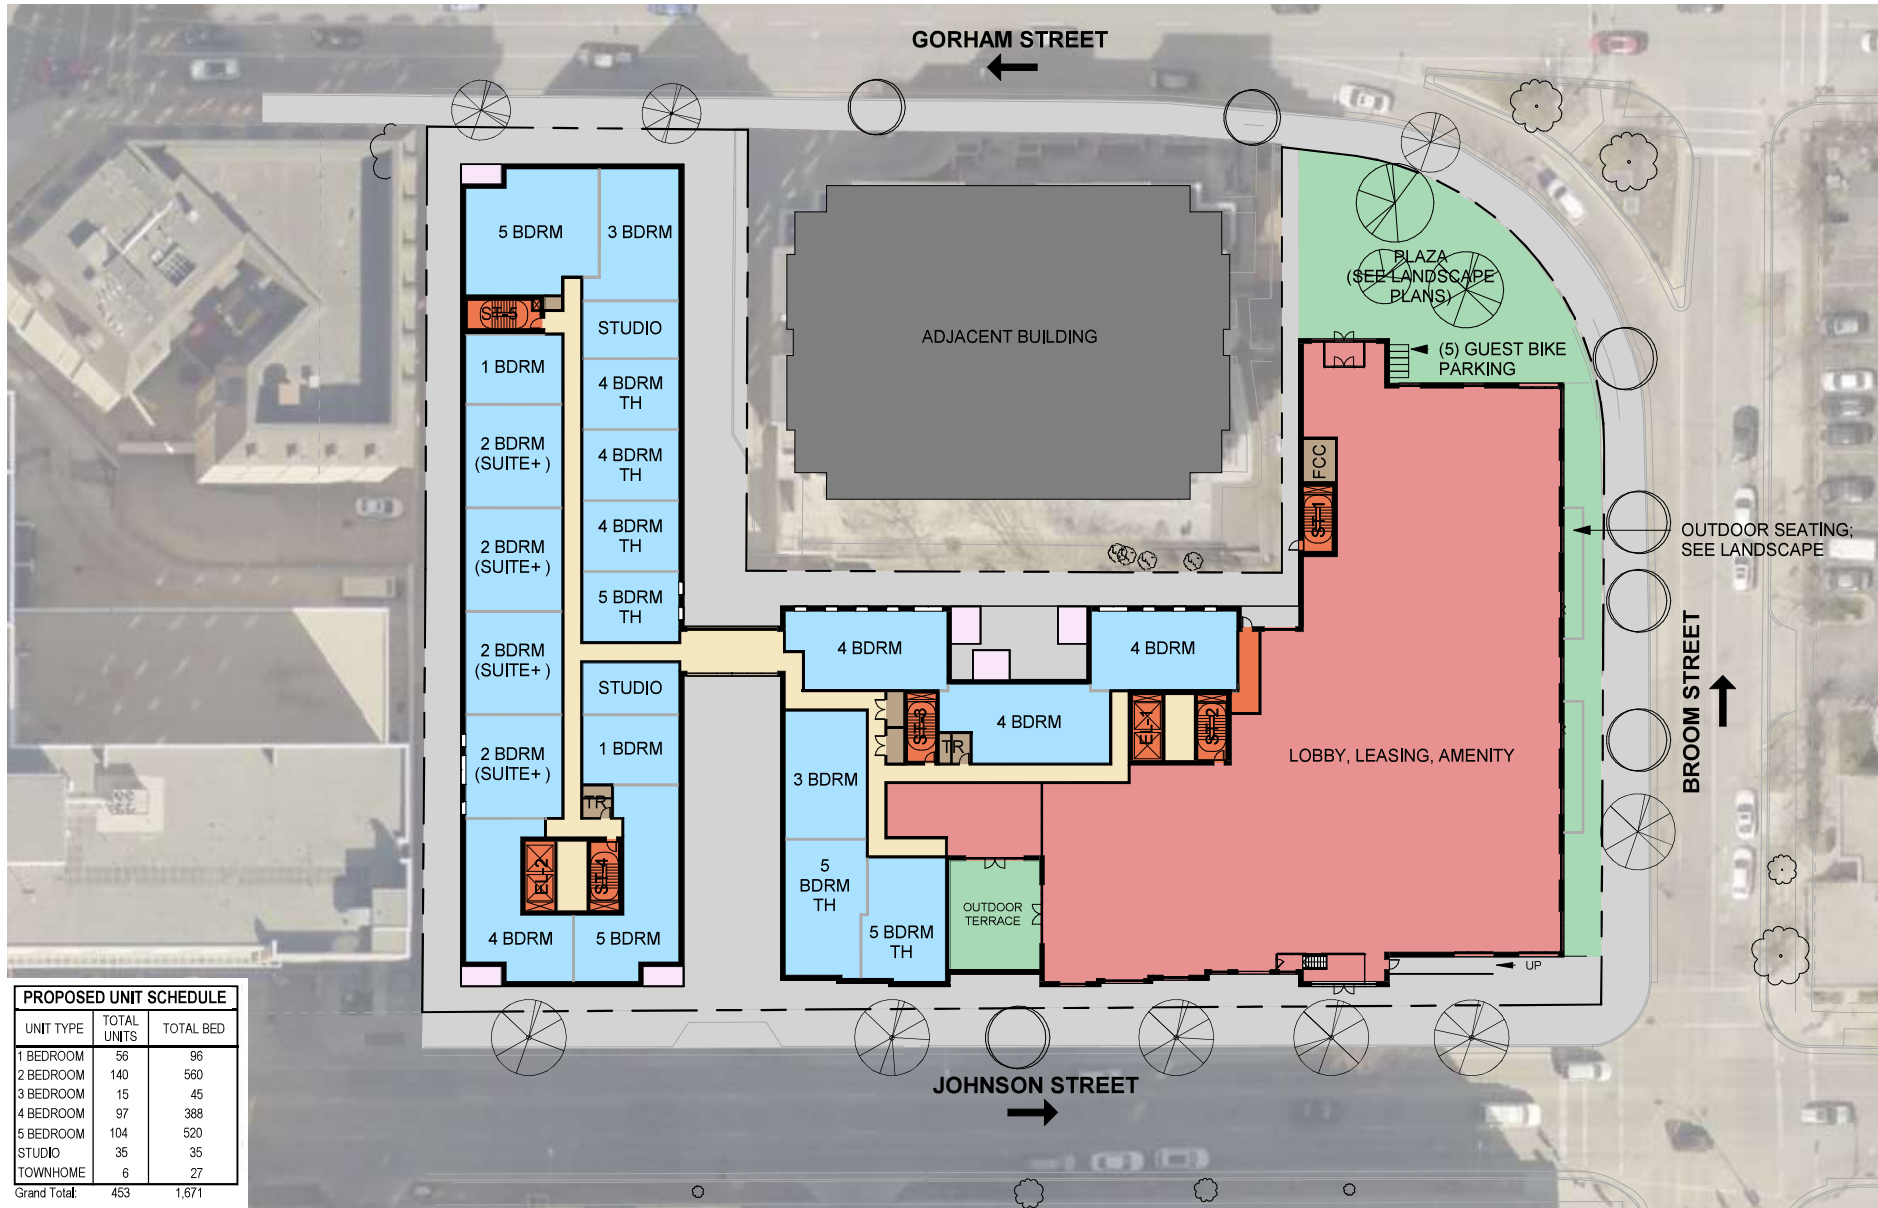 GORHAM STREET
5 BDRM
3 BDRM
PLAZA
(SEE LANDSCAPE
PLANS)
ST-5
STUDIO
ADJACENT BUILDING
(5) GUEST BIKE
PARKING
1 BDRM
4 BDRM
TH
2 BDRM
(SUITE+ )
4 BDRM
TH
FCC
ST-1
2 BDRM
(SUITE+ )
4 BDRM
TH
OUTDOOR SEATING;
SEE LANDSCAPE
5 BDRM
TH
2 BDRM
(SUITE+ )
4 BDRM
4 BDRM
STUDIO
BROOM STREET
ST-3
4 BDRM
EL-1
ST-2
TR
2 BDRM
(SUITE+ )
1 BDRM
3 BDRM
LOBBY, LEASING, AMENITY
TR
EL-2
ST-4
5
BDRM
TH
OUTDOOR
TERRACE
4 BDRM
5 BDRM
5 BDRM
TH
UP
JOHNSON STREET
PROPOSED UNIT SCHEDULE
UNIT TYPE TOTAL UNITS TOTAL BED
1 BEDROOM 56 96
2 BEDROOM 140 560
3 BEDROOM 15 45
4 BEDROOM 97 388
5 BEDROOM 104 520
STUDIO 35 35
TOWNHOME 6 27
Grand Total: 453 1,671